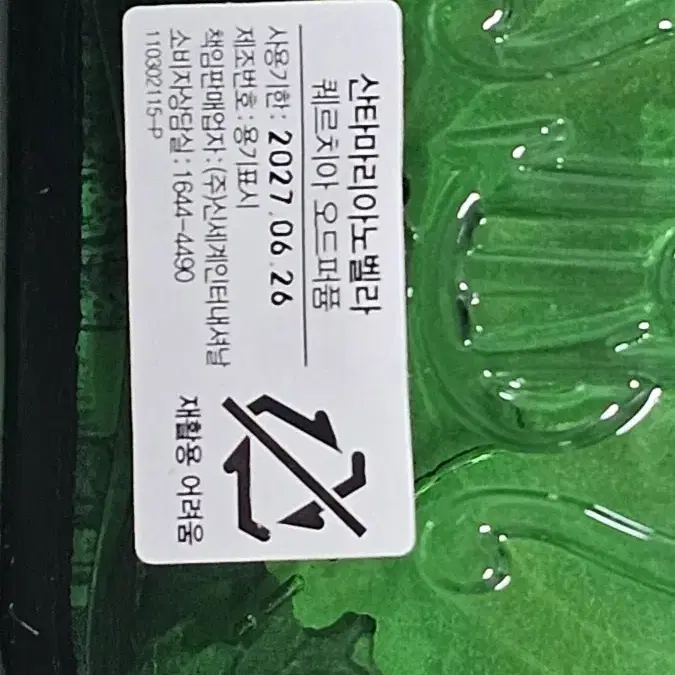 산타마리아노벨라
퀘르치아 오드퍼퓸
사용기한: 2027.06.26
제조번호:용기표시
책임판매업자:(주)신세계인터내셔날
소비자상담실:1644-4490
110302115-P
재활용 어려움